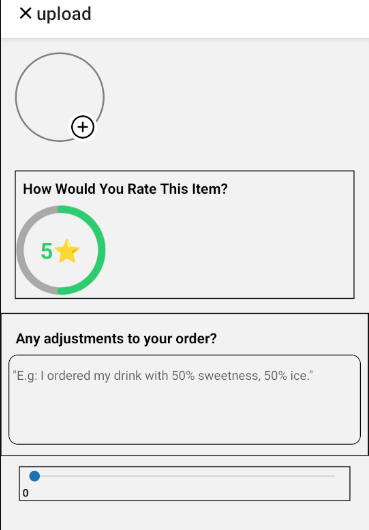 upload
How Would You Rate This Item?
5
Any adjustments to your order?
"E.g: I ordered my drink with 50% sweetness, 50% ice."
0